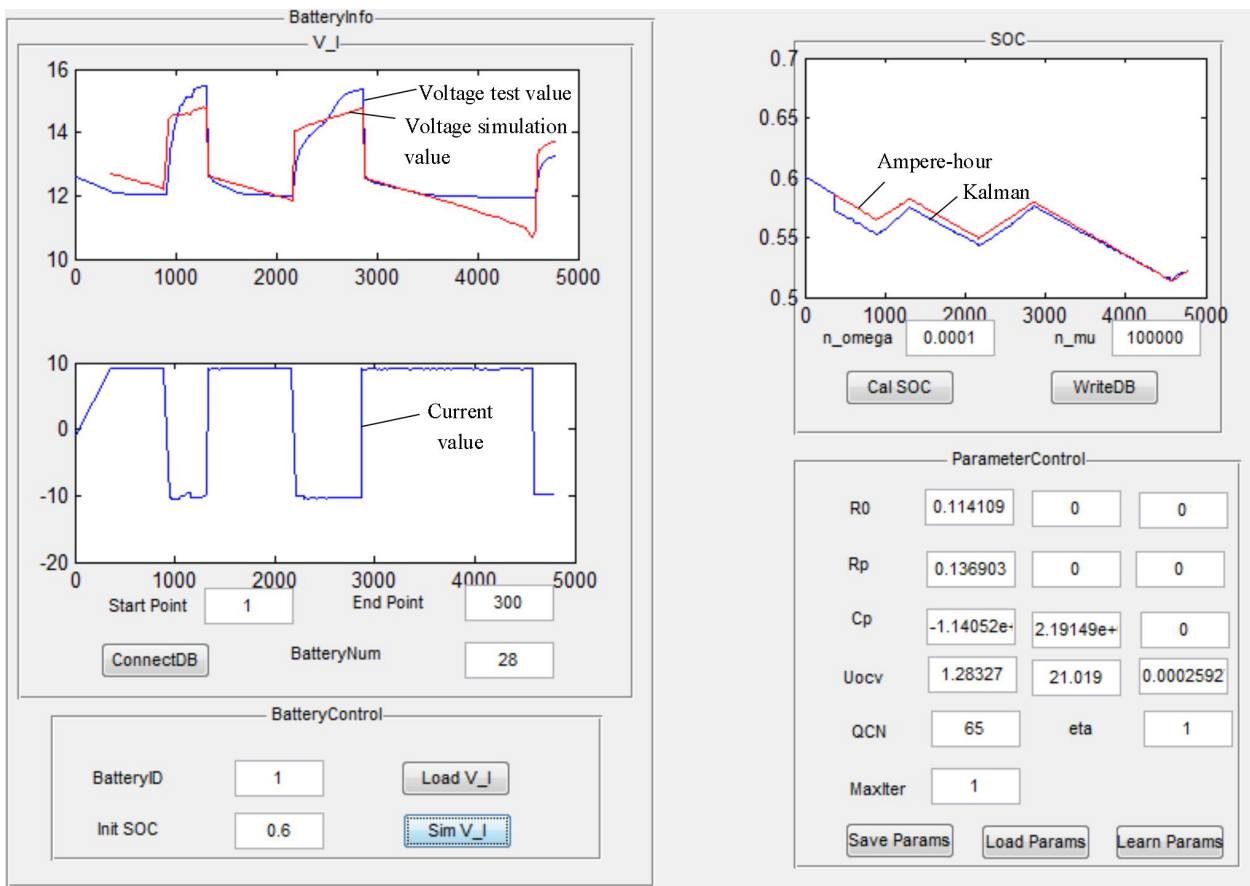 BatteryInfo
V_I
16
14
12
10
0 1000 2000 3000 4000 5000
Voltage test value
Voltage simulation
value
10
0
-10
-20
0 1000 2000 3000 4000 5000
Current
value
Start Point 1 End Point 300
ConnectDB BatteryNum 28
BatteryControl
BatteryID 1 Load V_I
Init SOC 0.6 Sim V_I
SOC
0.7
0.65
0.6
0.55
0.5
0 1000 2000 3000 4000 5000
Ampere-hour
Kalman
n_omega 0.0001 n_mu 100000
Cal SOC WriteDB
ParameterControl
R0 0.114109 0 0
Rp 0.136903 0 0
Cp -1.14052e+ 2.19149e+ 0
Uocv 1.28327 21.019 0.0002592
QCN 65 eta 1
MaxIter 1
Save Params Load Params Learn Params